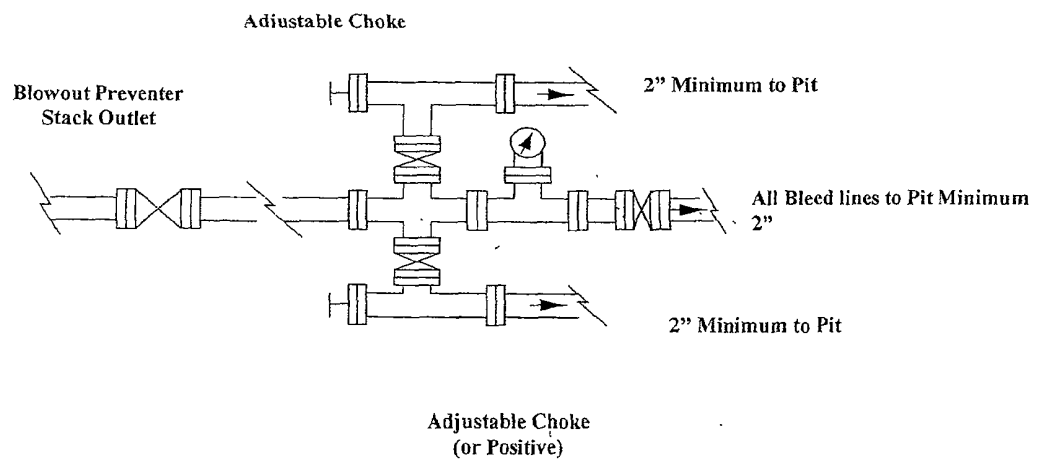 Adiustable Choke
Blowout Preventer
Stack Outlet
2” Minimum to Pit
All Bleed lines to Pit Minimum
2”
2” Minimum to Pit
Adjustable Choke
(or Positive)